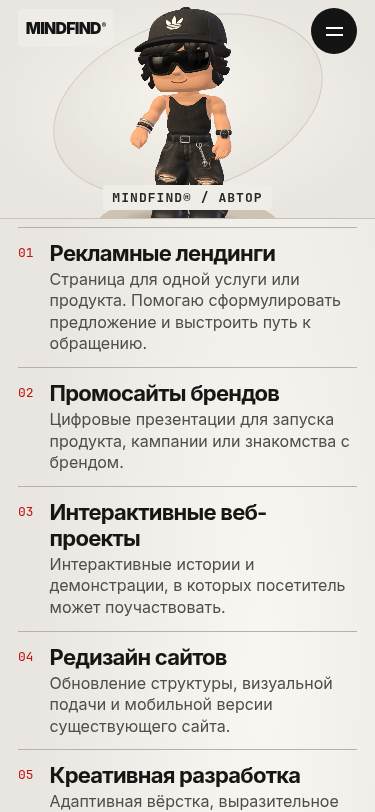 MINDFIND®
MINDFIND® / АВТОР
01
Рекламные лендинги
Страница для одной услуги или
продукта. Помогаю сформулировать
предложение и выстроить путь к
обращению.
02
Промосайты брендов
Цифровые презентации для запуска
продукта, кампании или знакомства с
брендом.
03
Интерактивные веб-
проекты
Интерактивные истории и
демонстрации, в которых посетитель
может поучаствовать.
04
Редизайн сайтов
Обновление структуры, визуальной
подачи и мобильной версии
существующего сайта.
05
Креативная разработка
Адаптивная вёрстка, выразительное